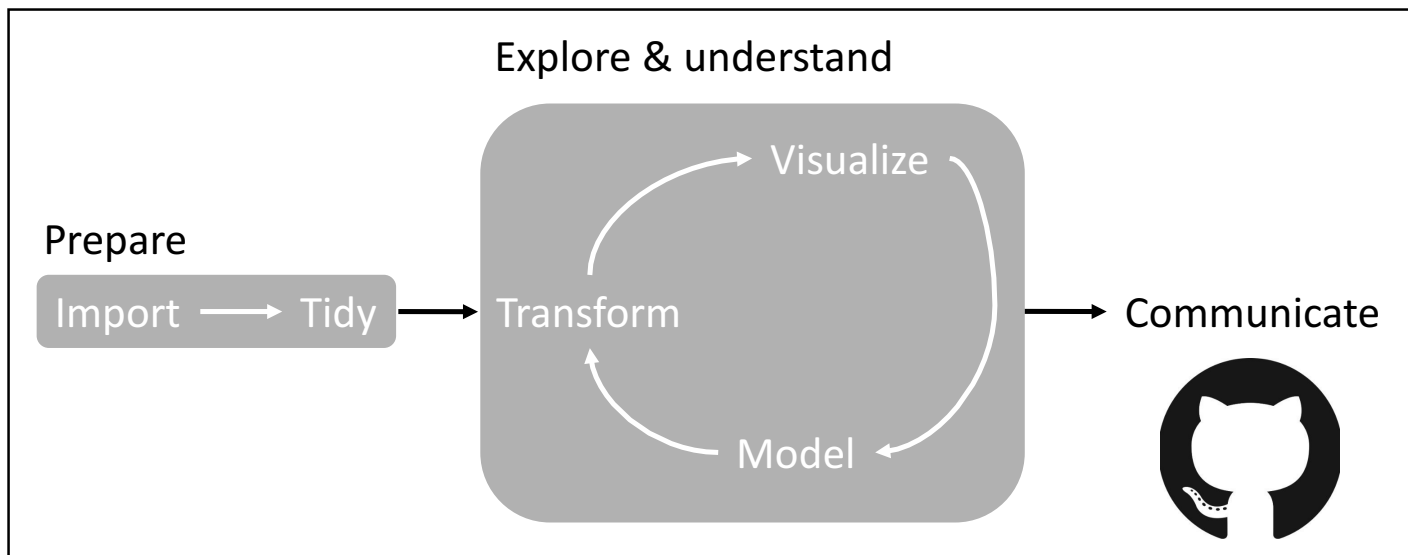 Explore & understand
Visualize
Prepare
Import
Tidy
Transform
Communicate
Model